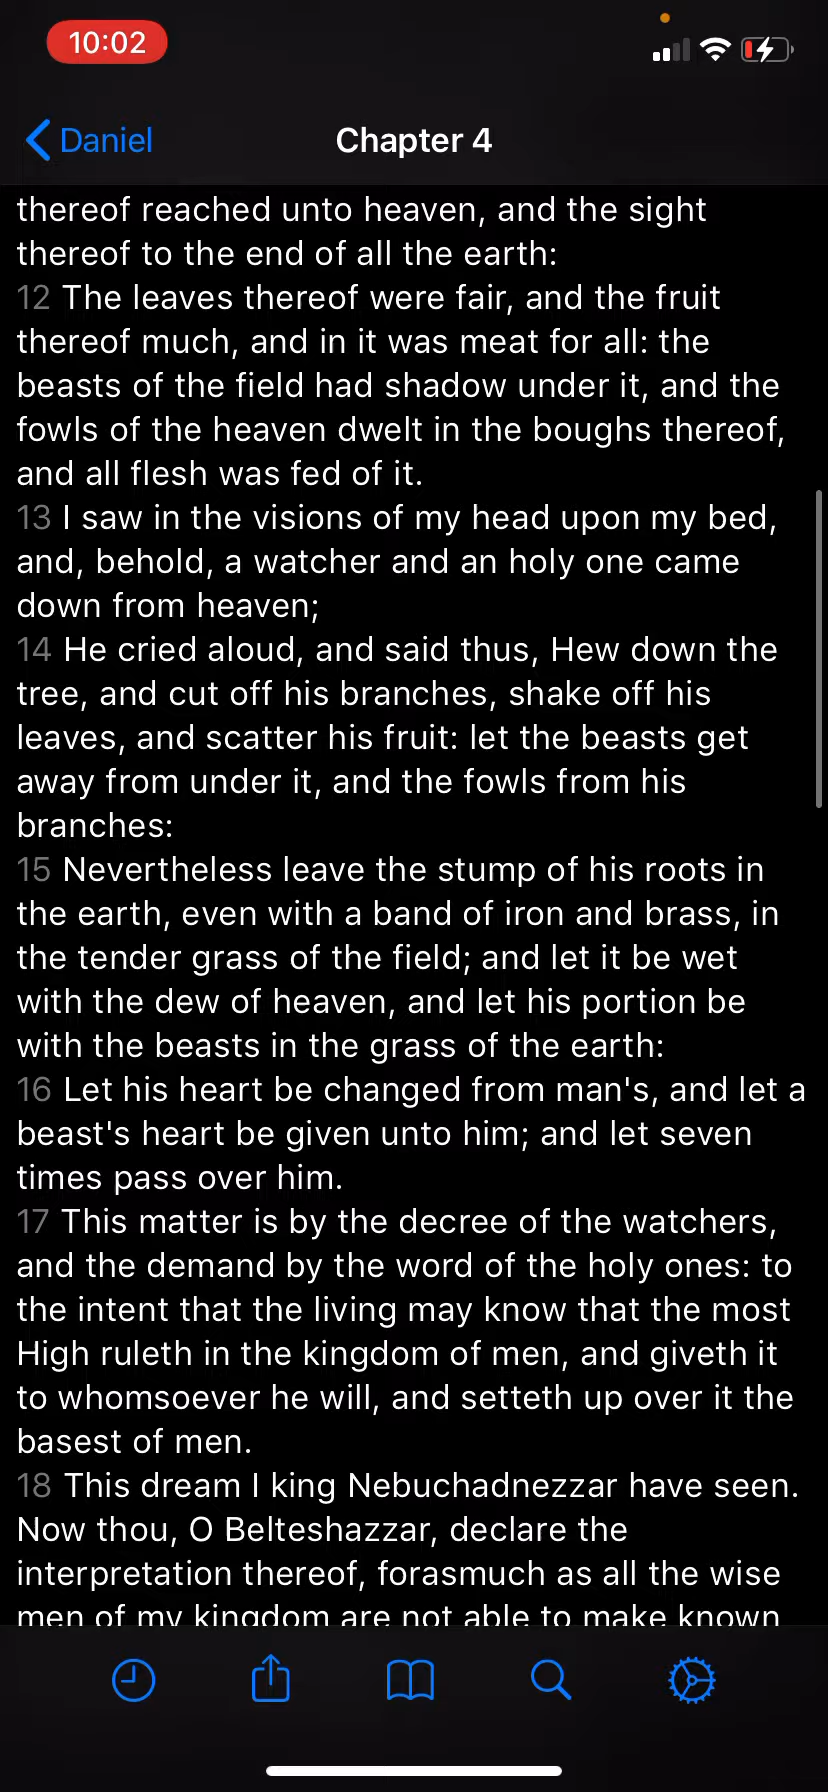 10:02
Daniel
Chapter 4
thereof reached unto heaven, and the sight
thereof to the end of all the earth:
12 The leaves thereof were fair, and the fruit
thereof much, and in it was meat for all: the
beasts of the field had shadow under it, and the
fowls of the heaven dwelt in the boughs thereof,
and all flesh was fed of it.
13 I saw in the visions of my head upon my bed,
and, behold, a watcher and an holy one came
down from heaven;
14 He cried aloud, and said thus, Hew down the
tree, and cut off his branches, shake off his
leaves, and scatter his fruit: let the beasts get
away from under it, and the fowls from his
branches:
15 Nevertheless leave the stump of his roots in
the earth, even with a band of iron and brass, in
the tender grass of the field; and let it be wet
with the dew of heaven, and let his portion be
with the beasts in the grass of the earth:
16 Let his heart be changed from man's, and let a
beast's heart be given unto him; and let seven
times pass over him.
17 This matter is by the decree of the watchers,
and the demand by the word of the holy ones: to
the intent that the living may know that the most
High ruleth in the kingdom of men, and giveth it
to whomsoever he will, and setteth up over it the
basest of men.
18 This dream I king Nebuchadnezzar have seen.
Now thou, O Belteshazzar, declare the
interpretation thereof, forasmuch as all the wise
men of my kingdom are not able to make known